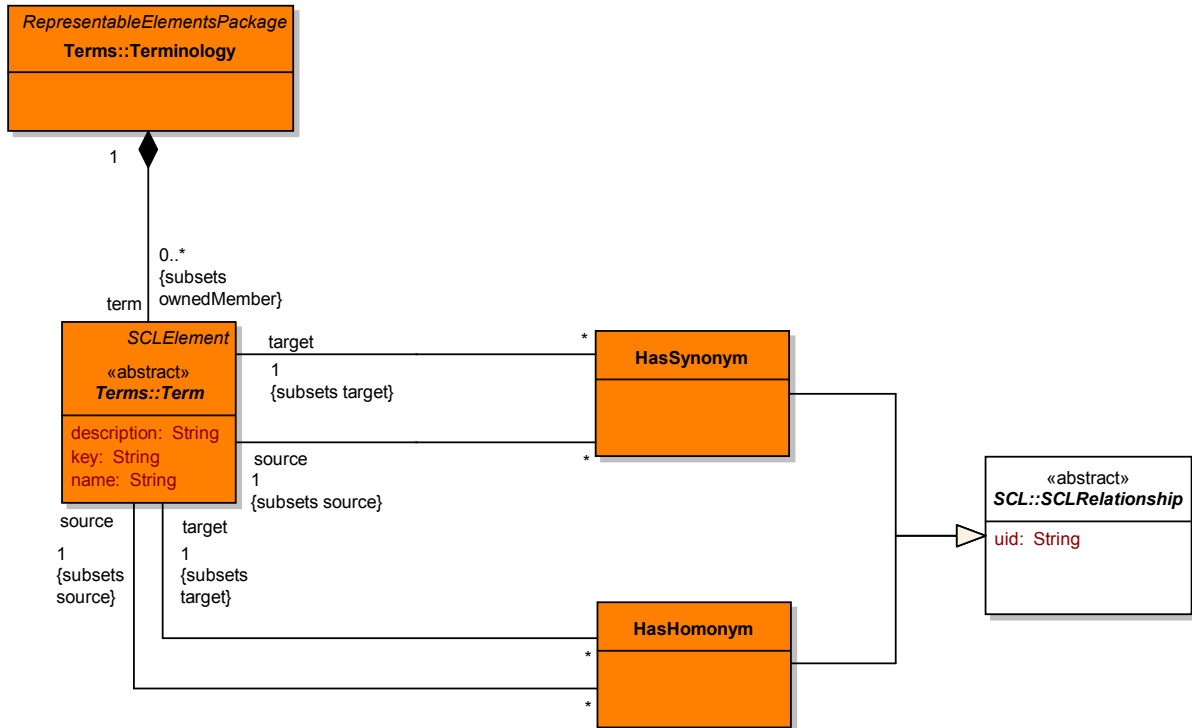 RepresentableElementsPackage
Terms::Terminology
1
0..*
{subsets
ownedMember}
term
SCLElement
«abstract»
Terms::Term
description: String
key: String
name: String
target
1
{subsets target}
*
source
1
{subsets source}
*
HasSynonym
source
1
{subsets
source}
target
1
{subsets
target}
*
*
HasHomonym
«abstract»
SCL::SCLRelationship
uid: String